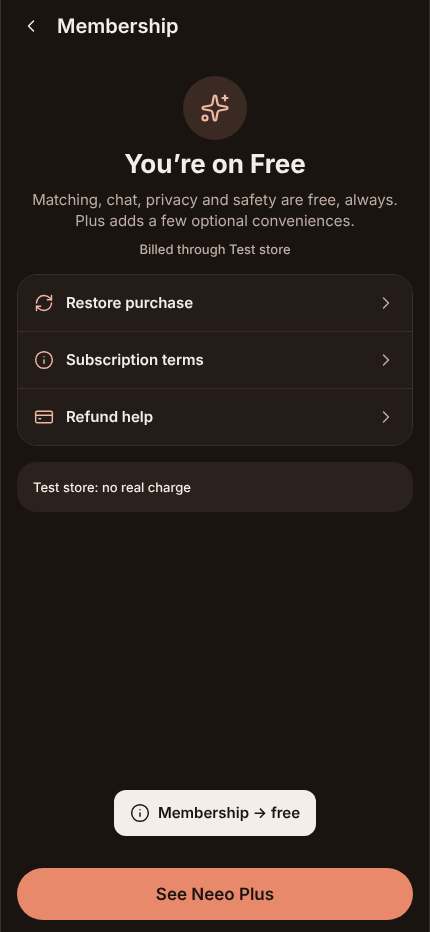 Membership
You’re on Free
Matching, chat, privacy and safety are free, always.
Plus adds a few optional conveniences.
Billed through Test store
Restore purchase
Subscription terms
Refund help
Test store: no real charge
Membership → free
See Neeo Plus